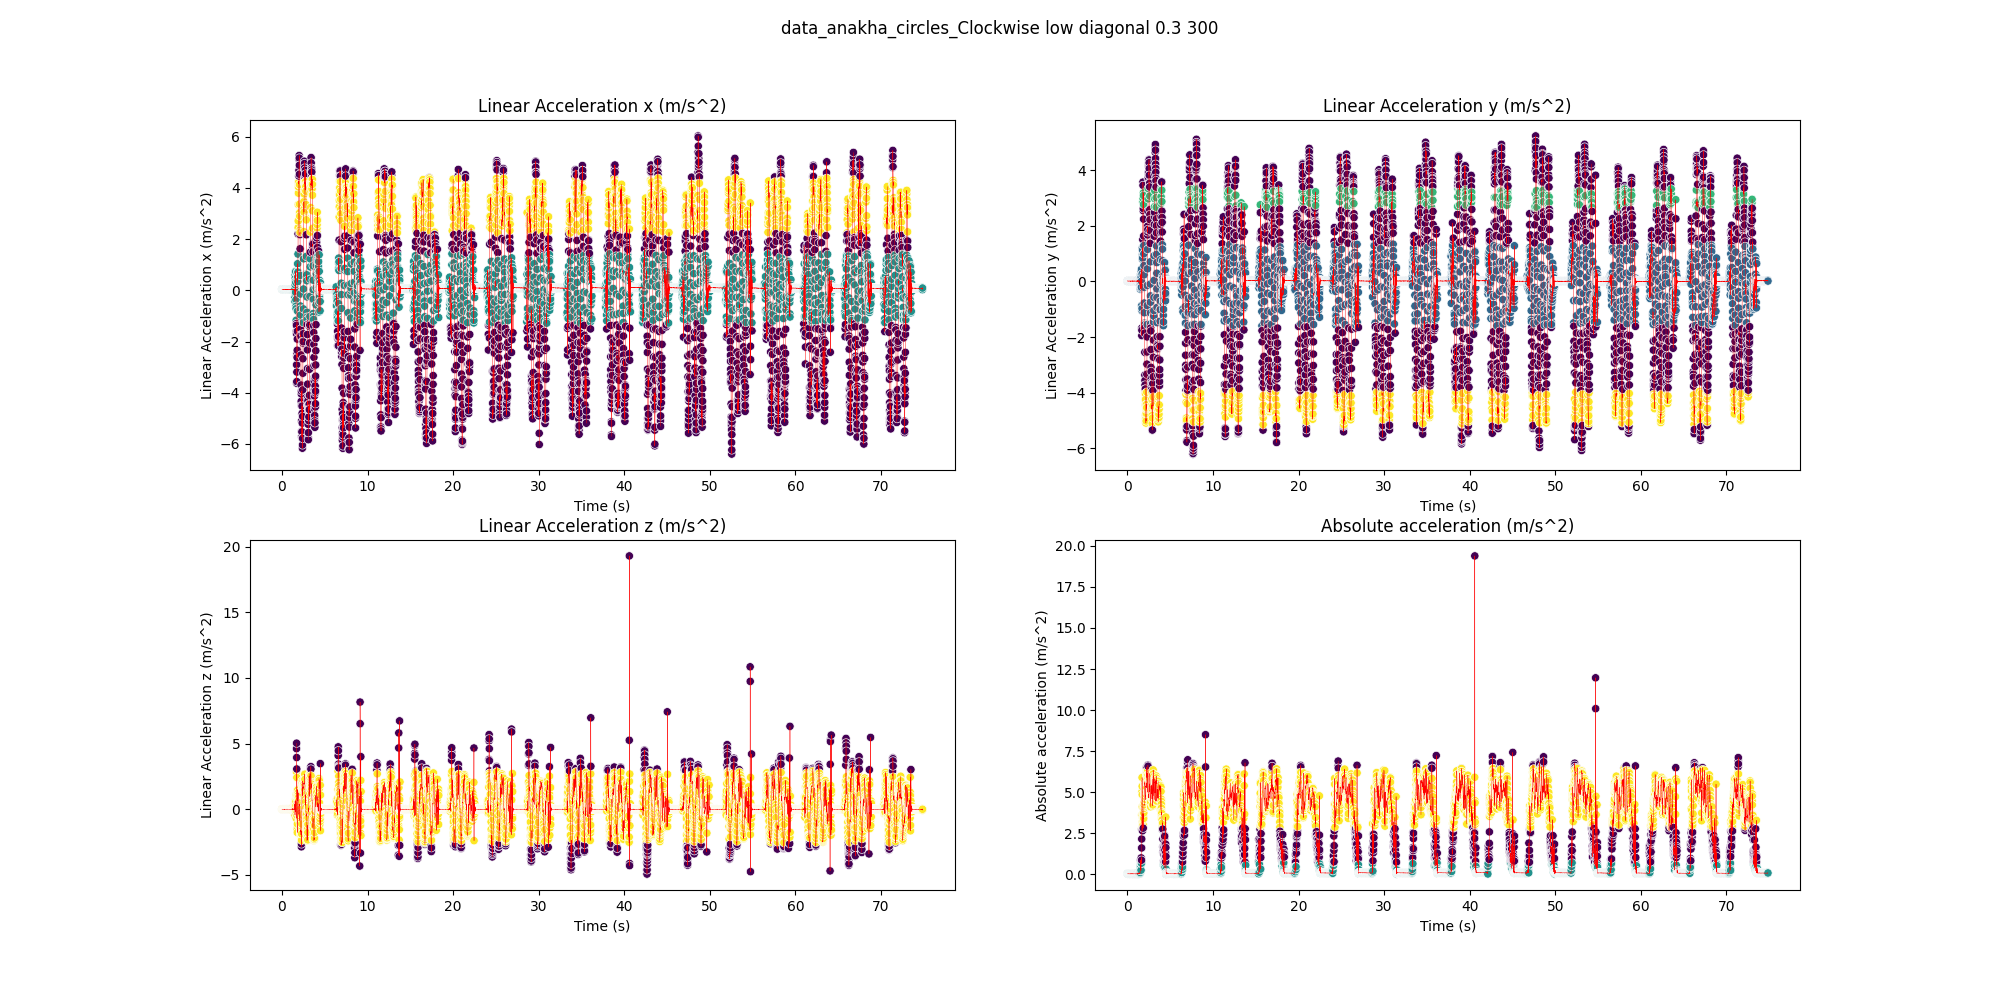 data_anakha_circles_Clockwise low diagonal 0.3 300
Linear Acceleration x (m/s^2)
Linear Acceleration x (m/s^2)
6
4
2
0
−2
−4
−6
0 10 20 30 40 50 60 70
Time (s)
Linear Acceleration y (m/s^2)
Linear Acceleration y (m/s^2)
4
2
0
−2
−4
−6
0 10 20 30 40 50 60 70
Time (s)
Linear Acceleration z (m/s^2)
Linear Acceleration z (m/s^2)
20
15
10
5
0
−5
0 10 20 30 40 50 60 70
Time (s)
Absolute acceleration (m/s^2)
Absolute acceleration (m/s^2)
20.0
17.5
15.0
12.5
10.0
7.5
5.0
2.5
0.0
0 10 20 30 40 50 60 70
Time (s)